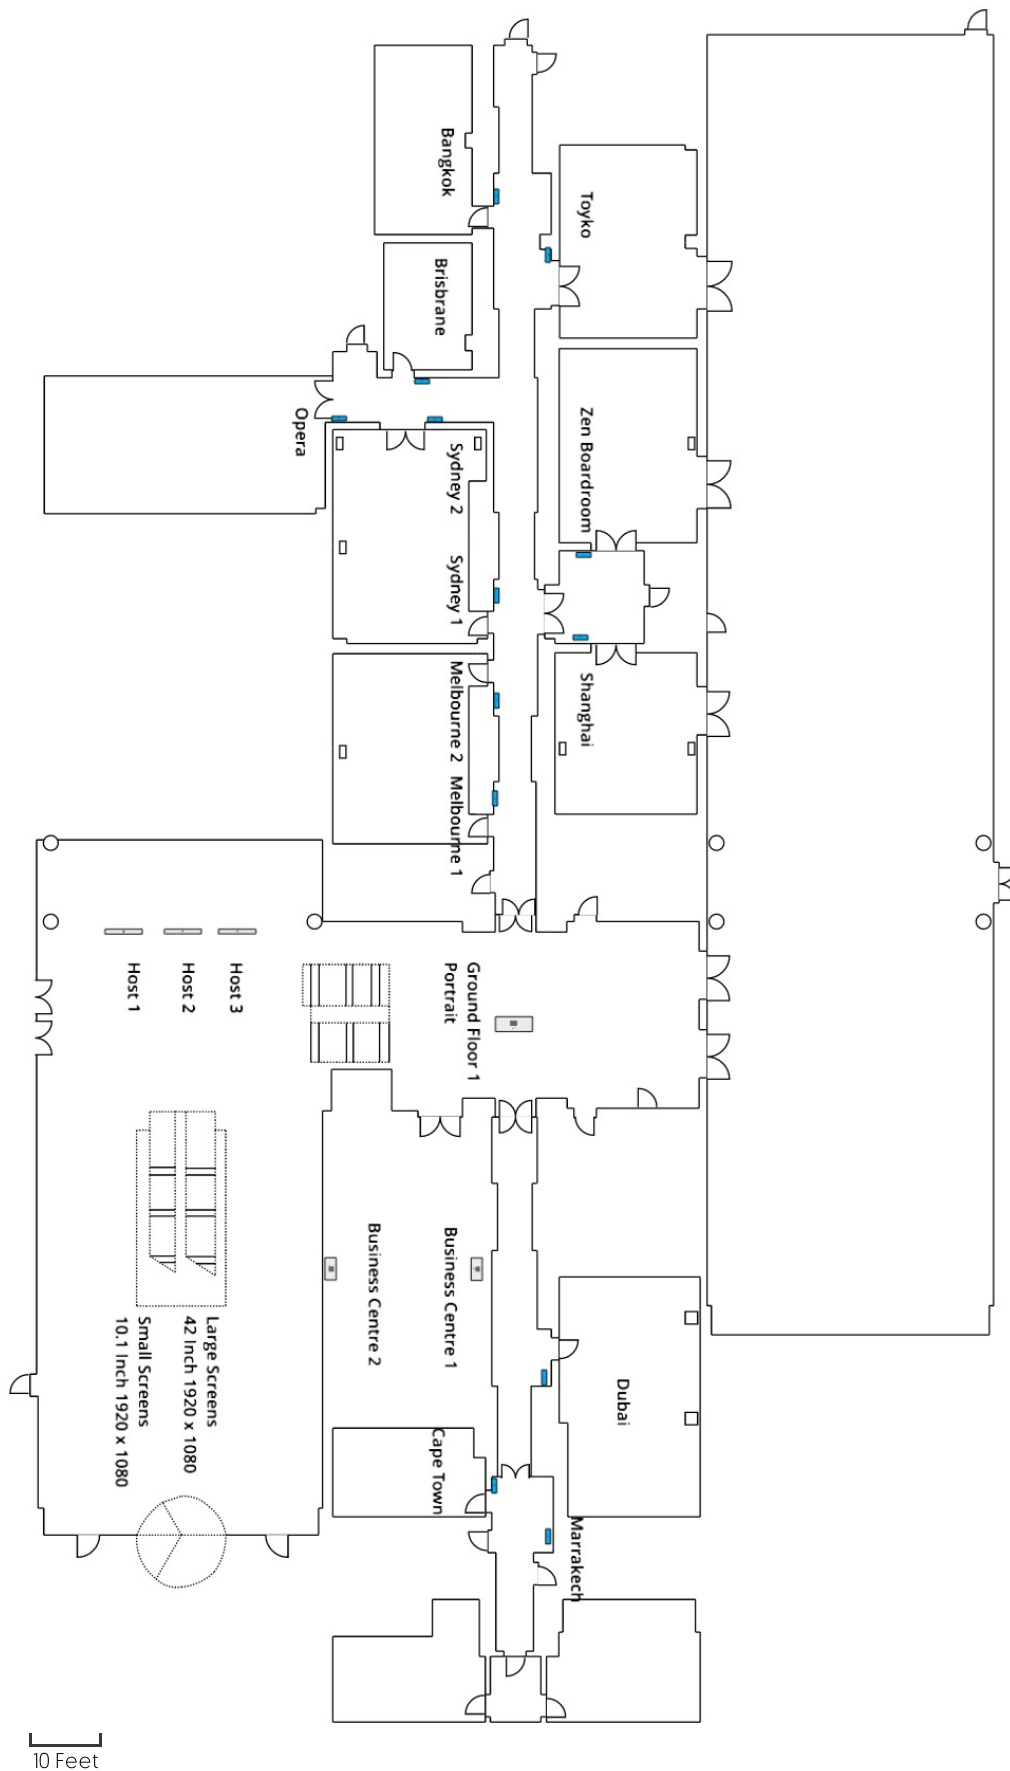 Bangkok
Toyko
Brisbrane
Opera
Sydney 2
Zen Boardroom
Sydney 1
Melbourne 2
Shanghai
Melbourne 1
Host 1
Host 2
Host 3
Ground Floor 1
Portrait
Business Centre 2
Business Centre 1
Large Screens
42 Inch 1920 x 1080
Small Screens
10.1 Inch 1920 x 1080
Dubai
Cape Town
Marrakech
10 Feet